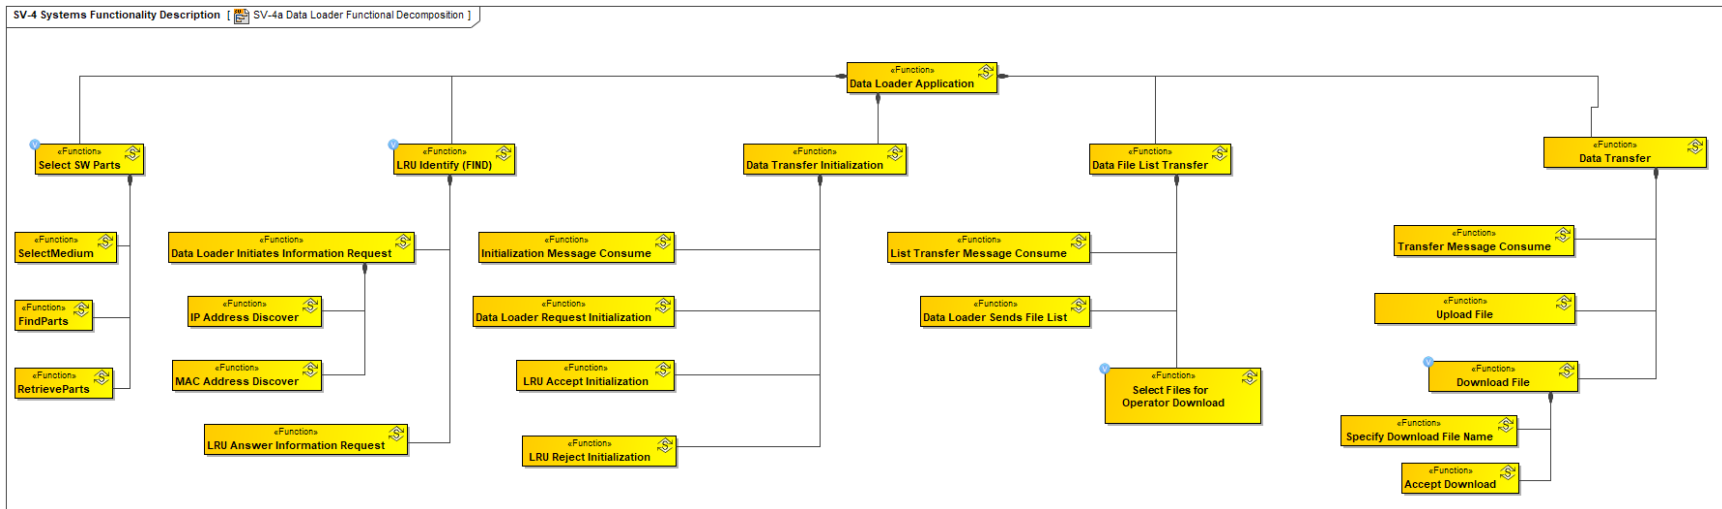 SV-4 Systems Functionality Description [ SV-4a Data Loader Functional Decomposition ]
«Function»
Data Loader Application
«Function»
Select SW Parts
«Function»
LRU Identify (FIND)
«Function»
Data Transfer Initialization
«Function»
Data File List Transfer
«Function»
Data Transfer
«Function»
SelectMedium
«Function»
FindParts
«Function»
RetrieveParts
«Function»
Data Loader Initiates Information Request
«Function»
IP Address Discover
«Function»
MAC Address Discover
«Function»
LRU Answer Information Request
«Function»
Initialization Message Consume
«Function»
Data Loader Request Initialization
«Function»
LRU Accept Initialization
«Function»
LRU Reject Initialization
«Function»
List Transfer Message Consume
«Function»
Data Loader Sends File List
«Function»
Select Files for
Operator Download
«Function»
Transfer Message Consume
«Function»
Upload File
«Function»
Download File
«Function»
Specify Download File Name
«Function»
Accept Download